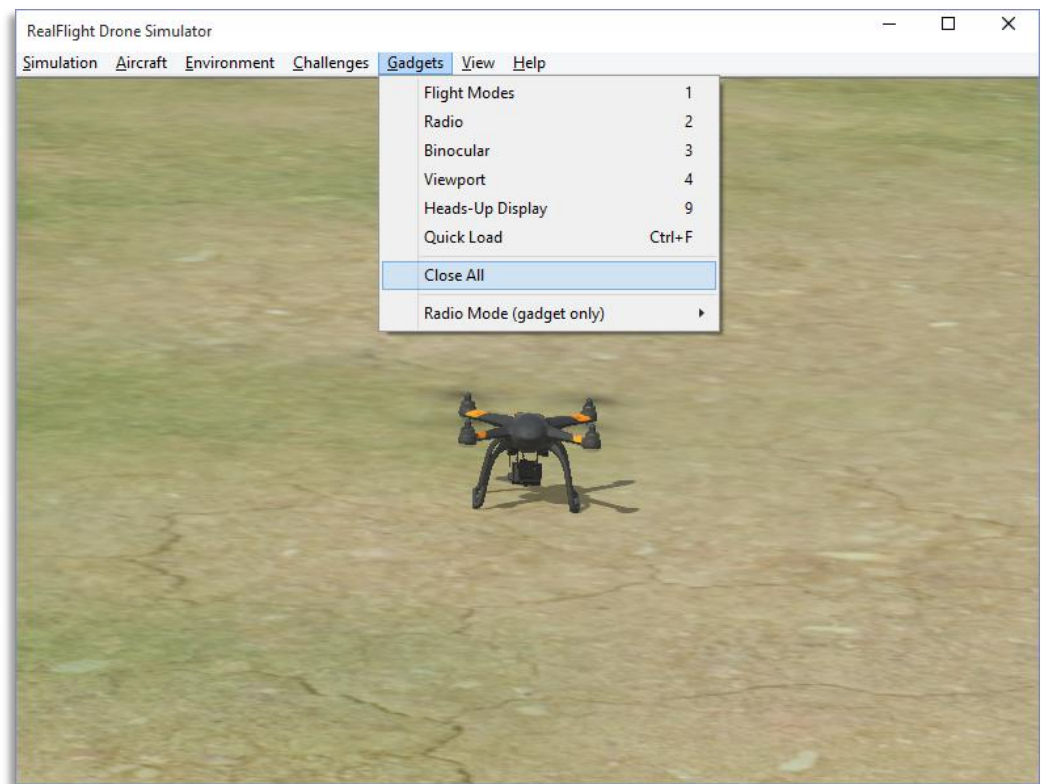 RealFlight Drone Simulator
Simulation Aircraft Environment Challenges Gadgets View Help
Flight Modes 1
Radio 2
Binocular 3
Viewport 4
Heads-Up Display 9
Quick Load Ctrl+F
Close All
Radio Mode (gadget only)